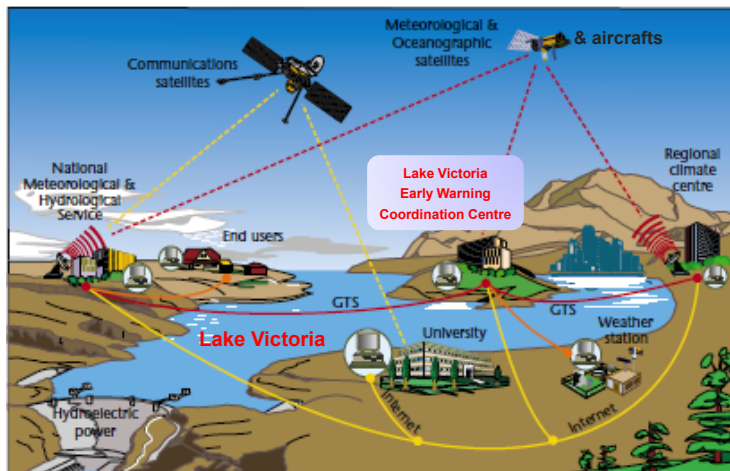 Meteorological &
Oceanographic
satellites
& aircrafts
Communications
satellites
National
Meteorological &
Hydrological
Service
Lake Victoria
Early Warning
Coordination Centre
Regional
climate
centre
End users
GTS
GTS
Lake Victoria
University
Weather
station
Internet
Internet
Hydroelectric
power